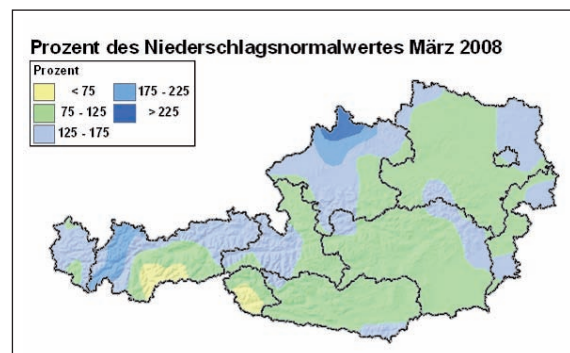 Prozent des Niederschlagsnormalwertes März 2008
Prozent
< 75
175 - 225
75 - 125
> 225
125 - 175